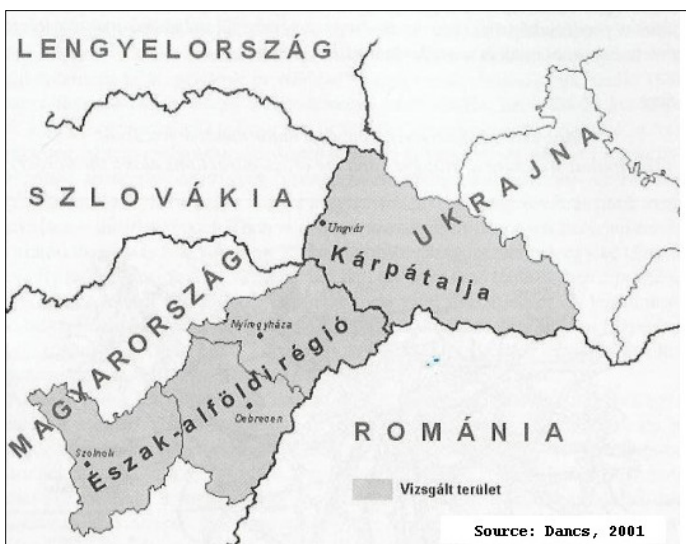 LENGYELORSZÁG
SZLOVÁKIA
UKRAJNA
Ungvár
Kárpátalja
MAGYARORSZÁG
Nyíregyháza
Észak-alföldi régió
Debrecen
Szolnok
ROMÁNIA
Vizsgált terület
Source: Dancs, 2001